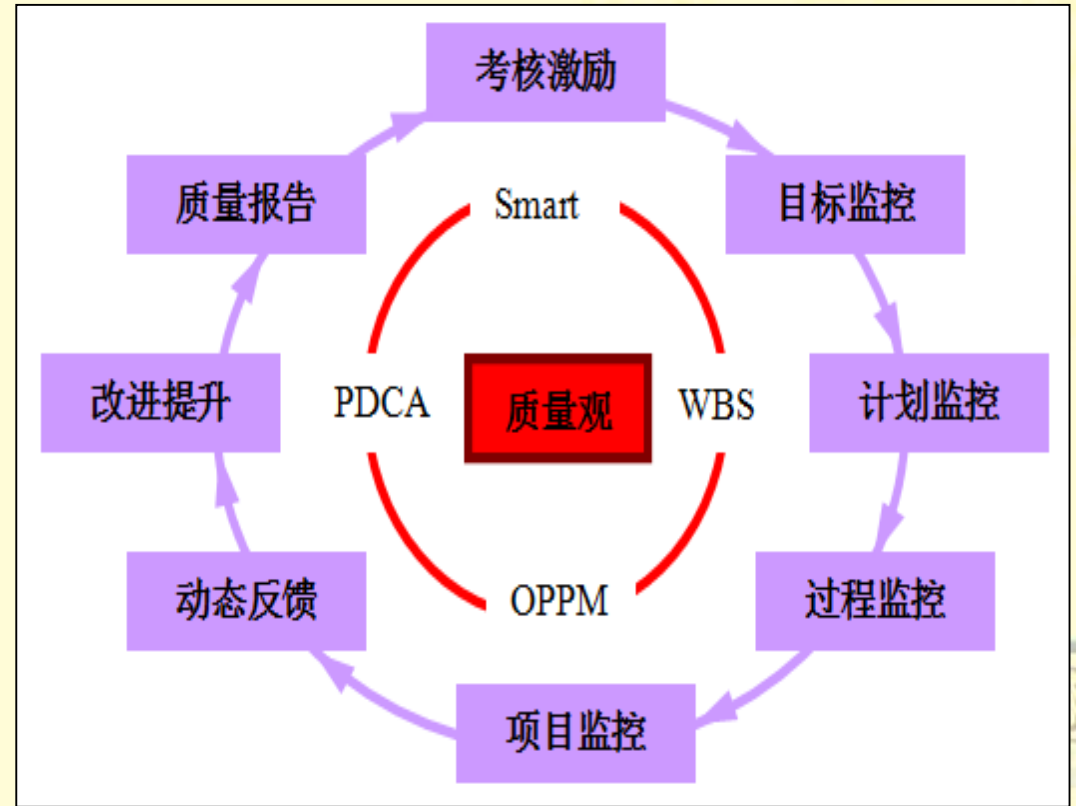 考核激励
质量报告
Smart
目标监控
改进提升
PDCA
质量观
WBS
计划监控
动态反馈
OPPM
过程监控
项目监控